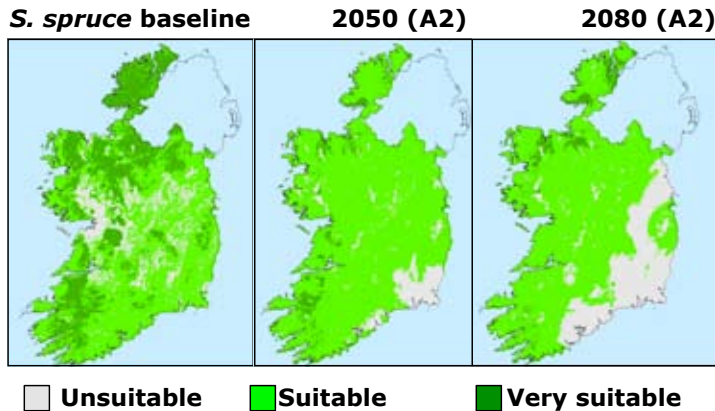 S. spruce baseline 2050 (A2) 2080 (A2)
Unsuitable Suitable Very suitable